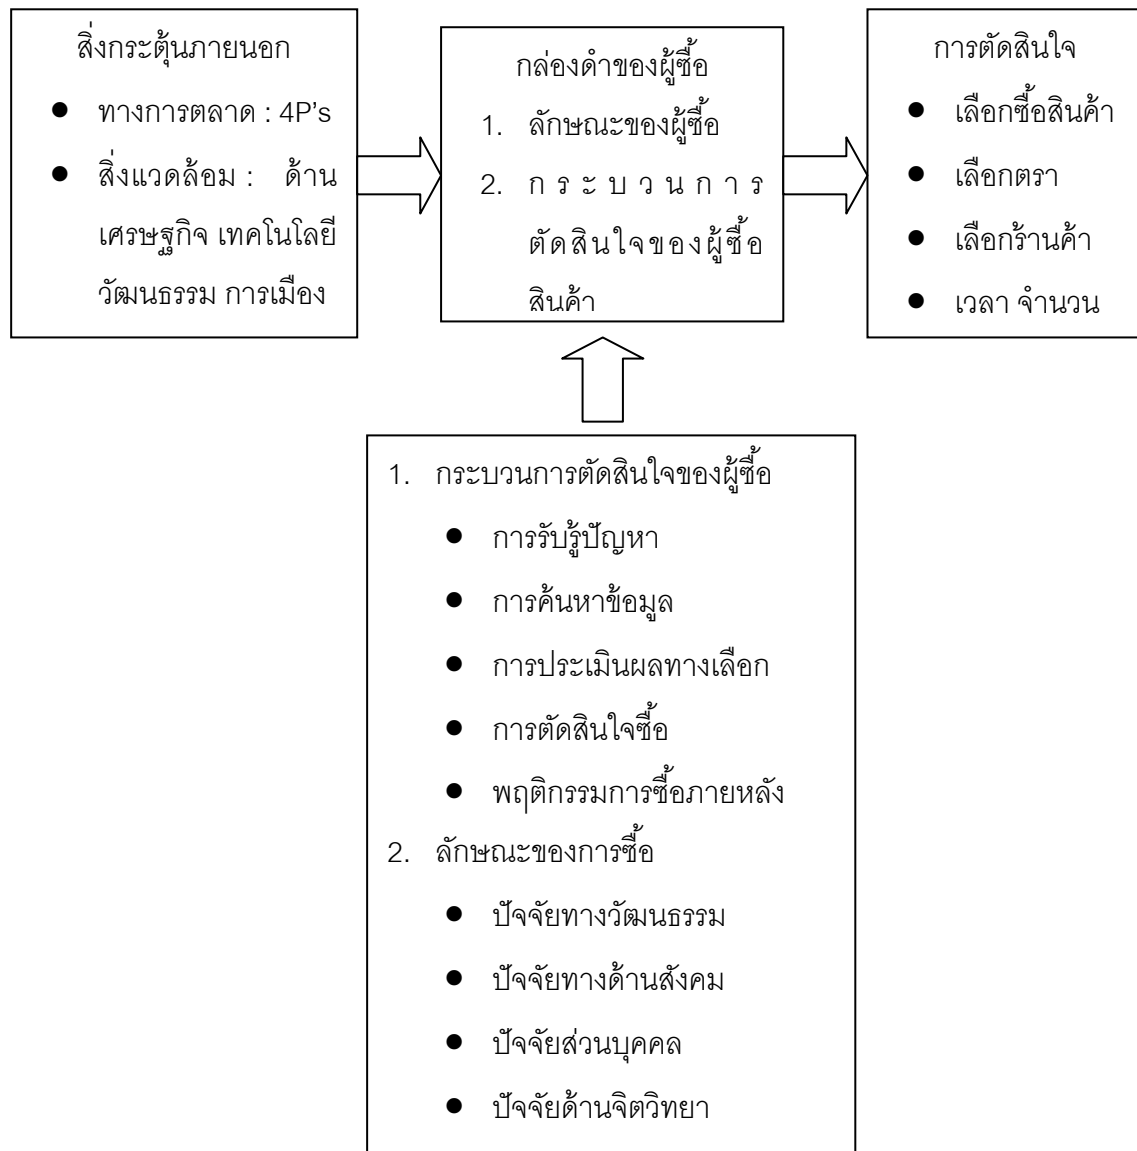 สิ่งกระตุ้นภายนอก
● ทางการตลาด : 4P's
● สิ่งแวดล้อม : ด้าน
เศรษฐกิจ เทคโนโลยี
วัฒนธรรม การเมือง
กล่องดำของผู้ซื้อ
1. ลักษณะของผู้ซื้อ
2. กระบวนการ
ตัดสินใจของผู้ซื้อ
สินค้า
การตัดสินใจ
● เลือกซื้อสินค้า
● เลือกตรา
● เลือกร้านค้า
● เวลา จำนวน
1. กระบวนการตัดสินใจของผู้ซื้อ
● การรับรู้ปัญหา
● การค้นหาข้อมูล
● การประเมินผลทางเลือก
● การตัดสินใจซื้อ
● พฤติกรรมการซื้อภายหลัง
2. ลักษณะของการซื้อ
● ปัจจัยทางวัฒนธรรม
● ปัจจัยทางด้านสังคม
● ปัจจัยส่วนบุคคล
● ปัจจัยด้านจิตวิทยา